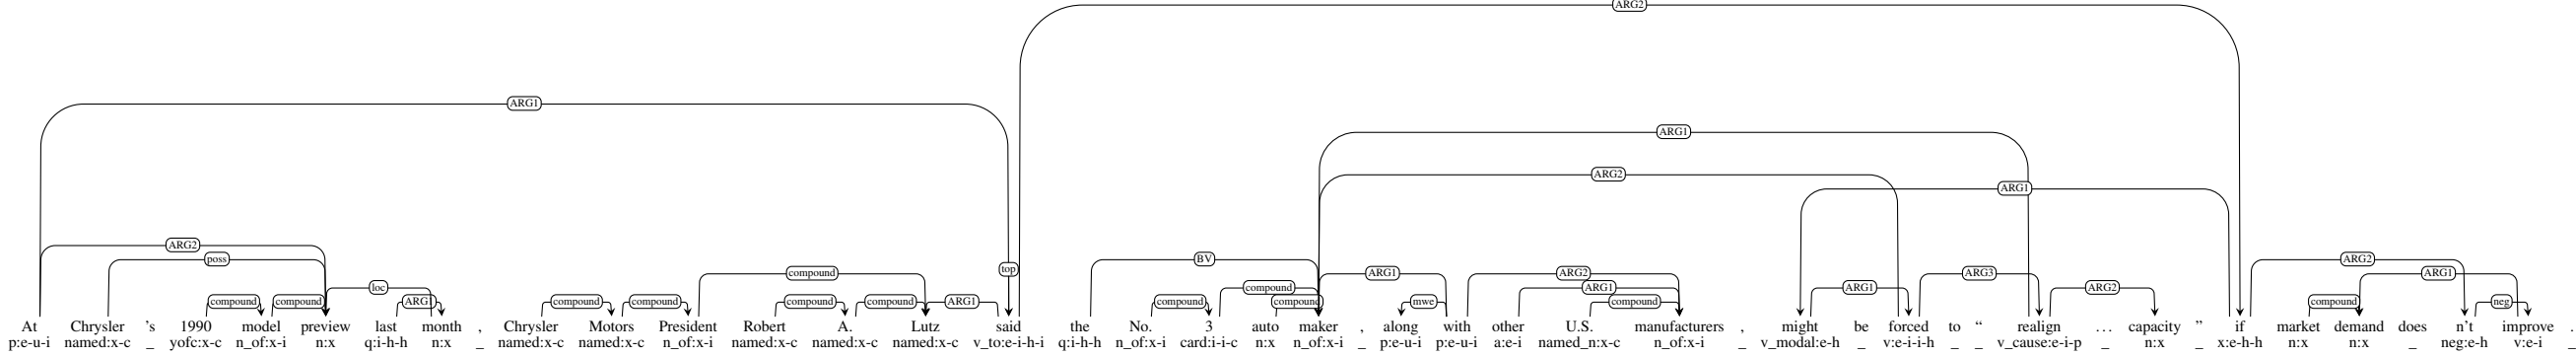 ARG2
ARG1
ARG1
ARG2
ARG1
ARG2 poss BV ARG2
compound top ARG1 ARG2 ARG1 ARG3 ARG1
loc compound ARG1 ARG1 ARG2
compound compound ARG1 compound compound compound compound ARG1 compound compound mwe compound compound neg
At Chrysler 's 1990 model preview last month , Chrysler Motors President Robert A. Lutz said the No. 3 auto maker , along with other U.S. manufacturers , might be forced to “ realign … capacity ” if market demand does n't improve .
p:e-u-i named:x-c _ yofc:x-c n_of:x-i n:x q:i-h-h n:x _ named:x-c named:x-c n_of:x-i named:x-c named:x-c named:x-c v_to:e-i-h-i q:i-h-h n_of:x-i card:i-i-c n:x n_of:x-i _ p:e-u-i p:e-u-i a:e-i named_n:x-c n_of:x-i _ v_modal:e-h _ v:e-i-i-h _ _ v_cause:e-i-p _ n:x _ x:e-h-h n:x n:x _ neg:e-h v:e-i _